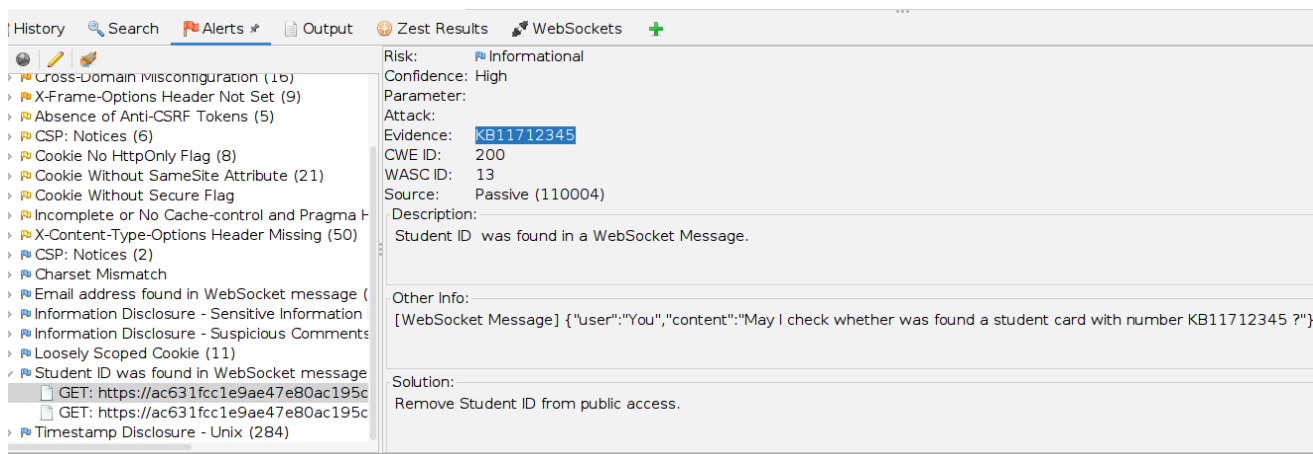 History Search Alerts Output Zest Results WebSockets
Cross-Domain Misconfiguration (16)
X-Frame-Options Header Not Set (9)
Absence of Anti-CSRF Tokens (5)
CSP: Notices (6)
Cookie No HttpOnly Flag (8)
Cookie Without SameSite Attribute (21)
Cookie Without Secure Flag
Incomplete or No Cache-control and Pragma H
X-Content-Type-Options Header Missing (50)
CSP: Notices (2)
Charset Mismatch
Email address found in WebSocket message (
Information Disclosure - Sensitive Information
Information Disclosure - Suspicious Comments
Loosely Scoped Cookie (11)
Student ID was found in WebSocket message
GET: https://ac631fcc1e9ae47e80ac195c
GET: https://ac631fcc1e9ae47e80ac195c
Timestamp Disclosure - Unix (284)
Risk: Informational
Confidence: High
Parameter:
Attack:
Evidence: KB11712345
CWE ID: 200
WASC ID: 13
Source: Passive (110004)
Description:
Student ID was found in a WebSocket Message.
Other Info:
[WebSocket Message] {"user":"You","content":"May I check whether was found a student card with number KB11712345 ?"}
Solution:
Remove Student ID from public access.